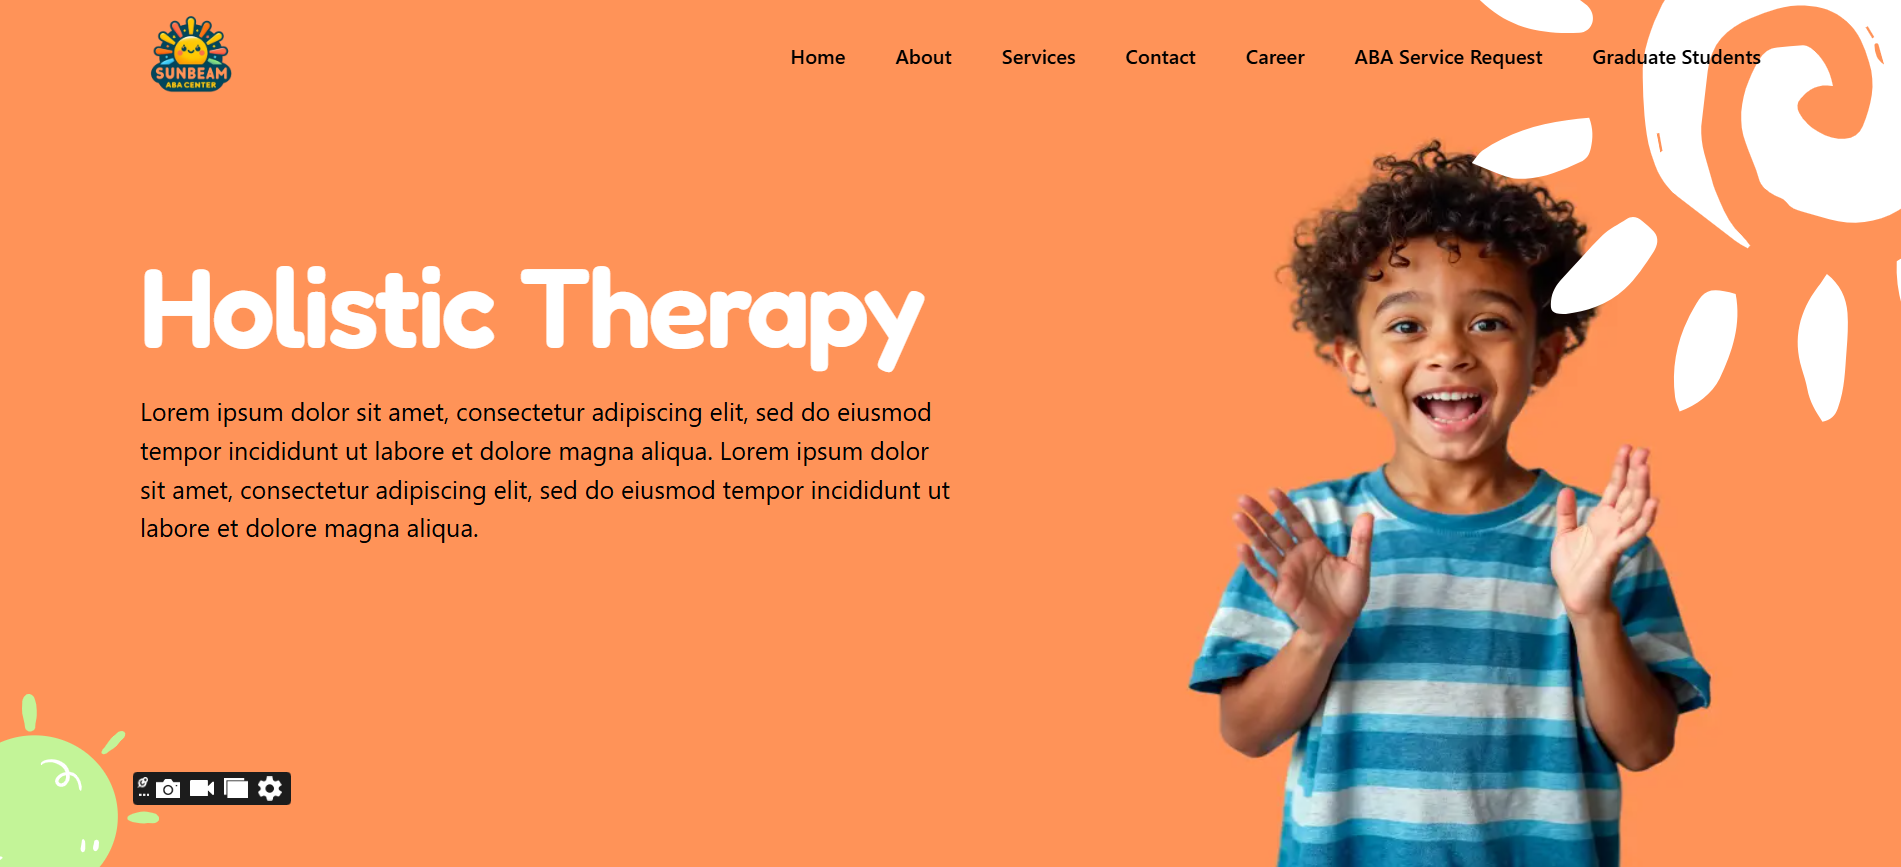 SUNBEAM
ABA CENTER
Home About Services Contact Career ABA Service Request Graduate Students
Holistic Therapy
Lorem ipsum dolor sit amet, consectetur adipiscing elit, sed do eiusmod
tempor incididunt ut labore et dolore magna aliqua. Lorem ipsum dolor
sit amet, consectetur adipiscing elit, sed do eiusmod tempor incididunt ut
labore et dolore magna aliqua.